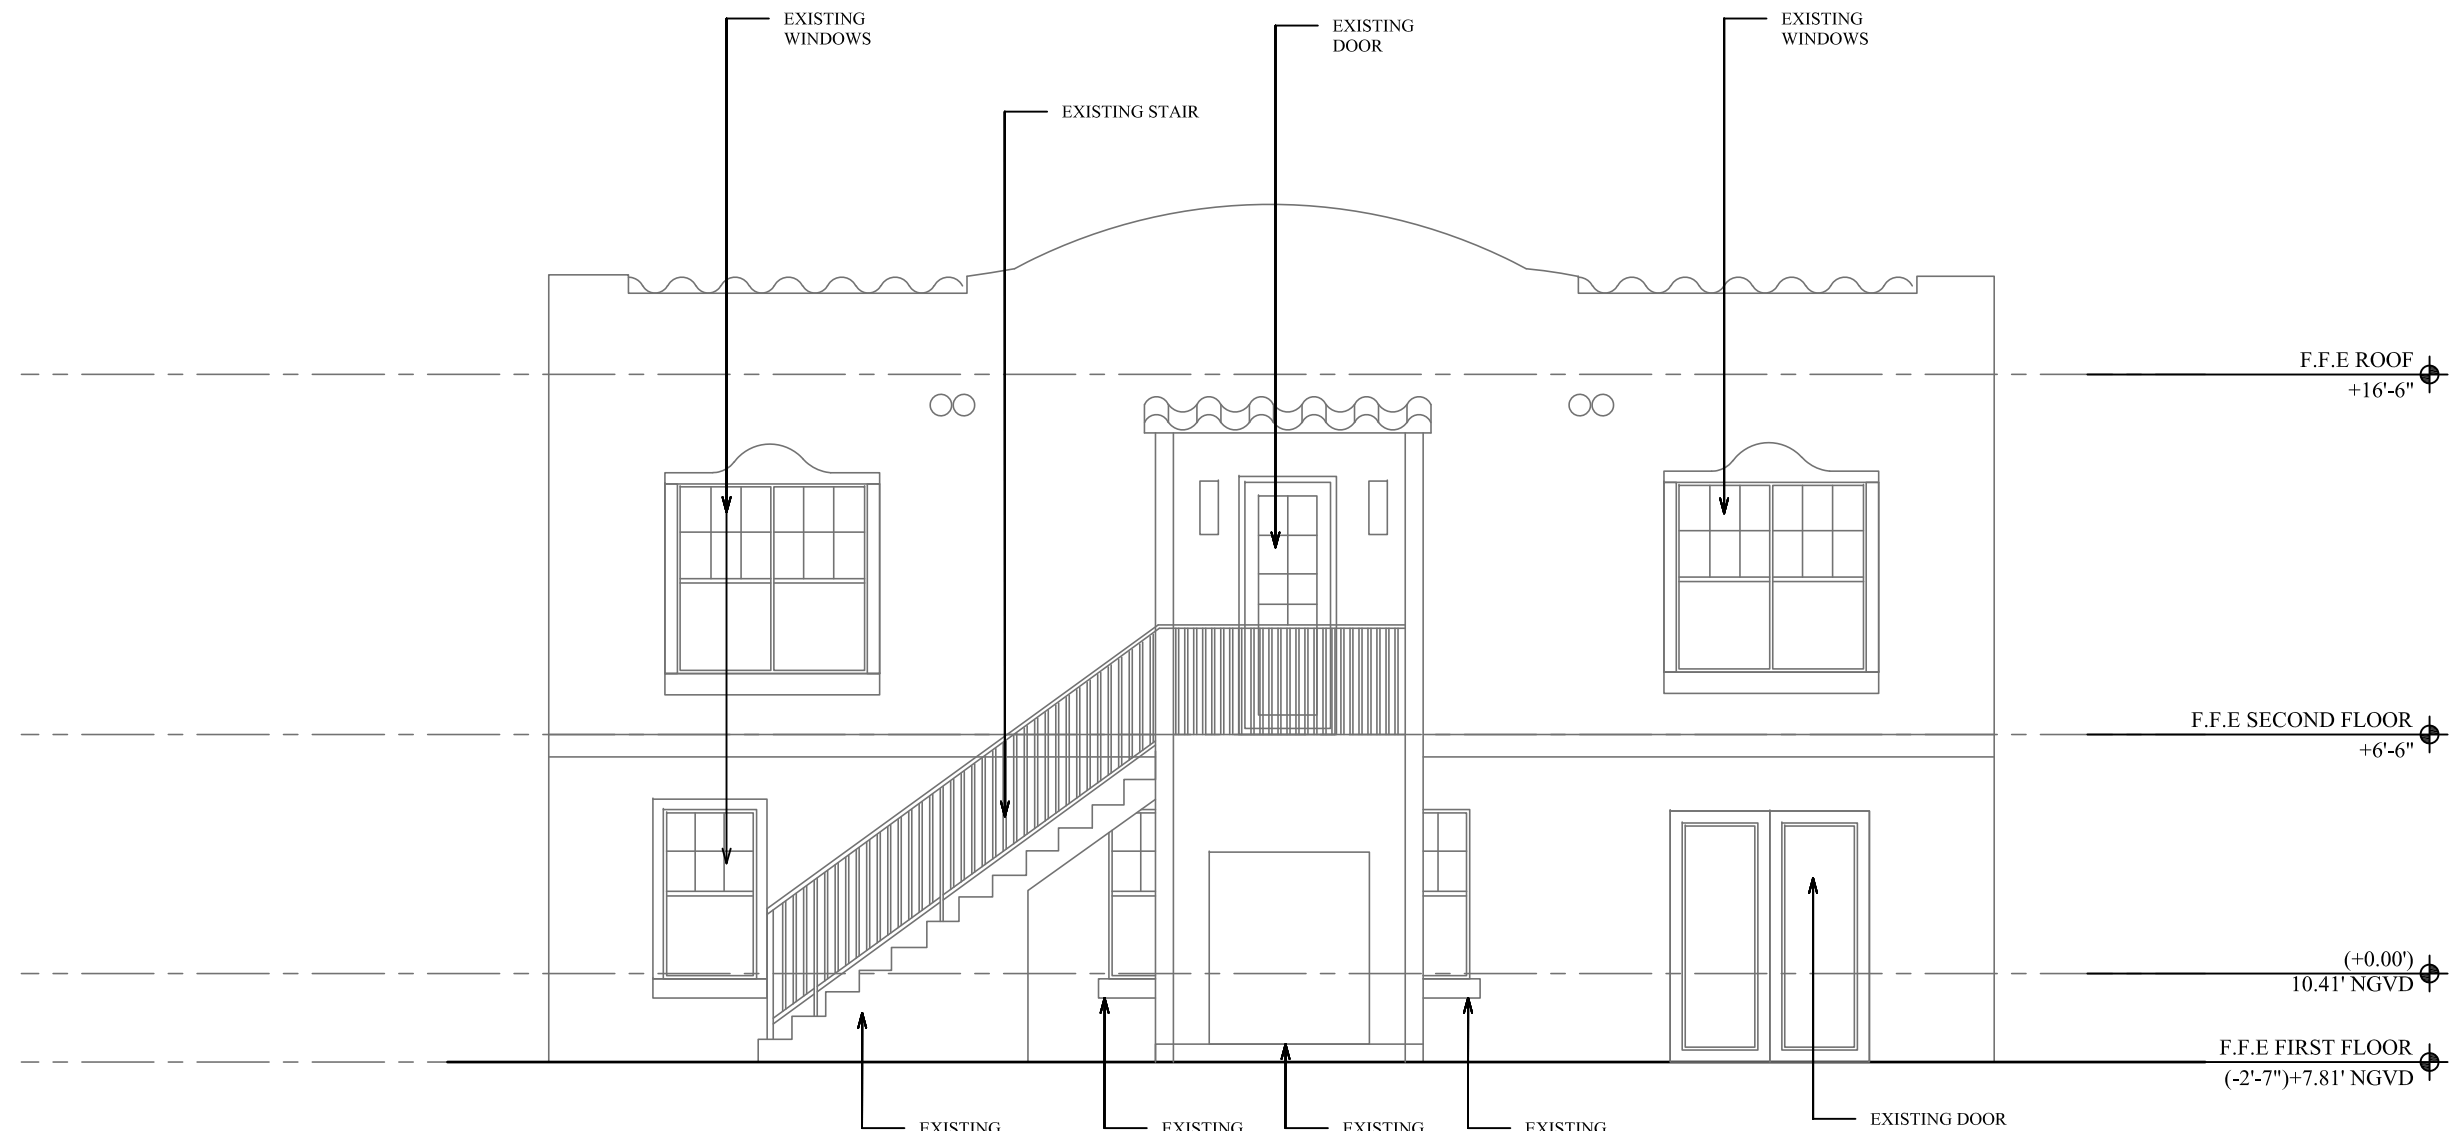 EXISTING
WINDOWS
EXISTING
DOOR
EXISTING
WINDOWS
EXISTING STAIR
F.F.E ROOF
+16'-6"
F.F.E SECOND FLOOR
+6'-6"
(+0.00')
10.41' NGVD
F.F.E FIRST FLOOR
(-2'-7")+7.81' NGVD
EXISTING
EXISTING
EXISTING
EXISTING
EXISTING DOOR